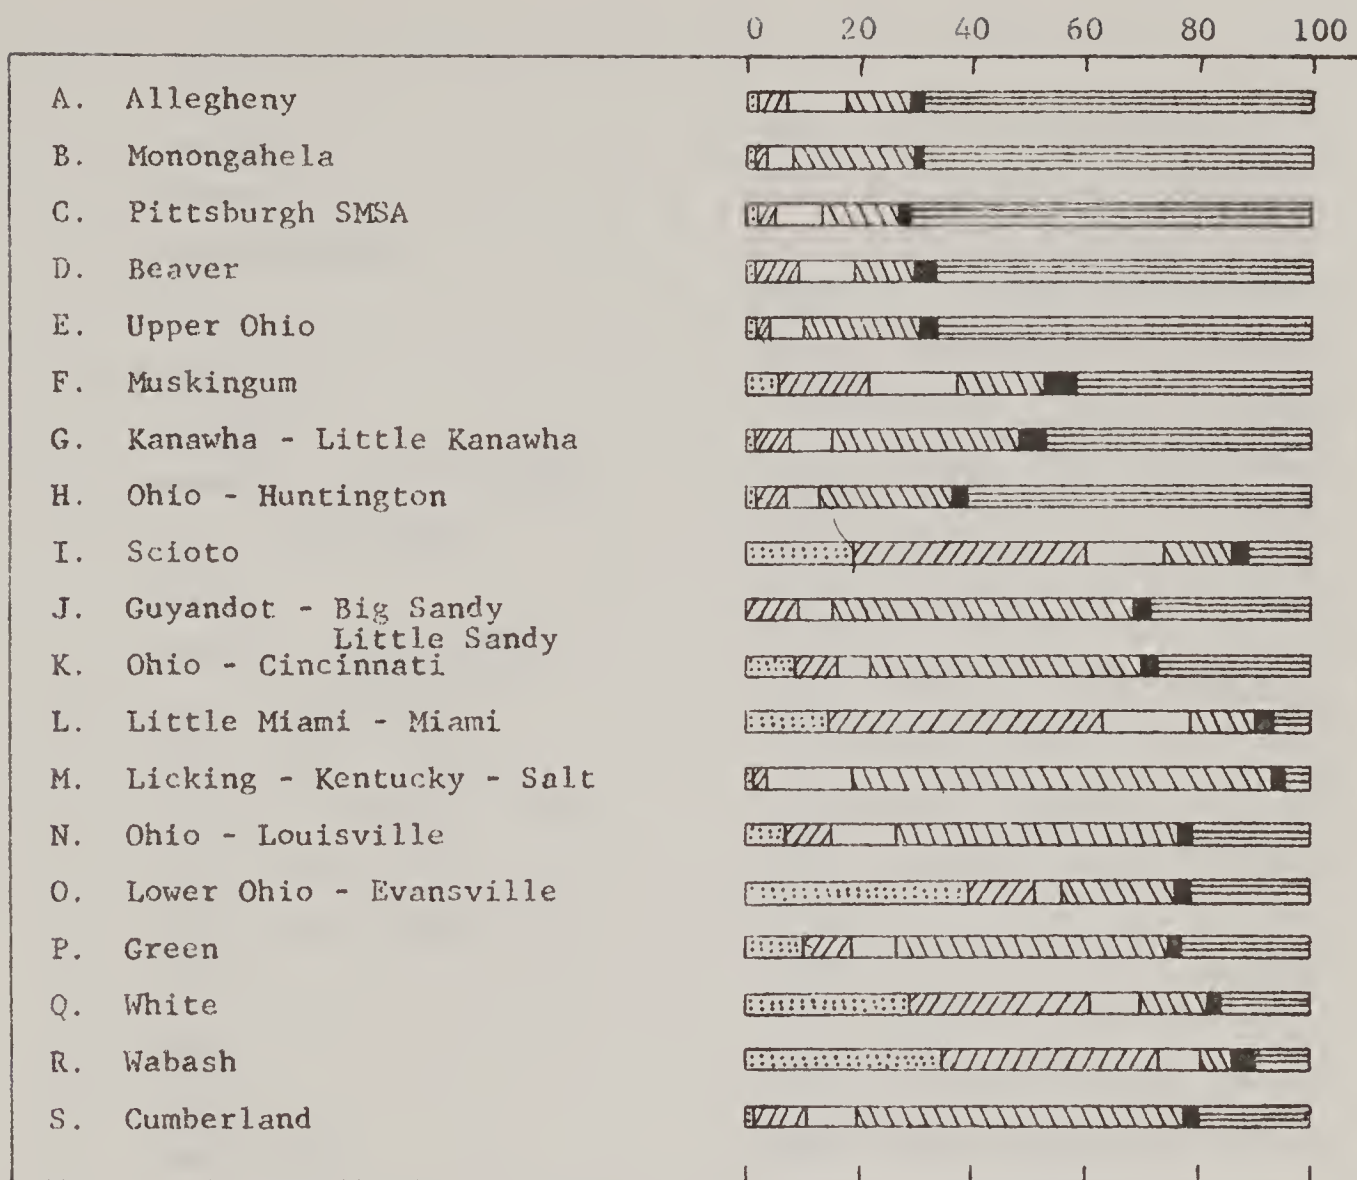 0 20 40 60 80 100
A. Allegheny
B. Monongahela
C. Pittsburgh SMSA
D. Beaver
E. Upper Ohio
F. Muskingum
G. Kanawha - Little Kanawha
H. Ohio - Huntington
I. Scioto
J. Guyandot - Big Sandy
Little Sandy
K. Ohio - Cincinnati
L. Little Miami - Miami
M. Licking - Kentucky - Salt
N. Ohio - Louisville
O. Lower Ohio - Evansville
P. Green
Q. White
R. Wabash
S. Cumberland